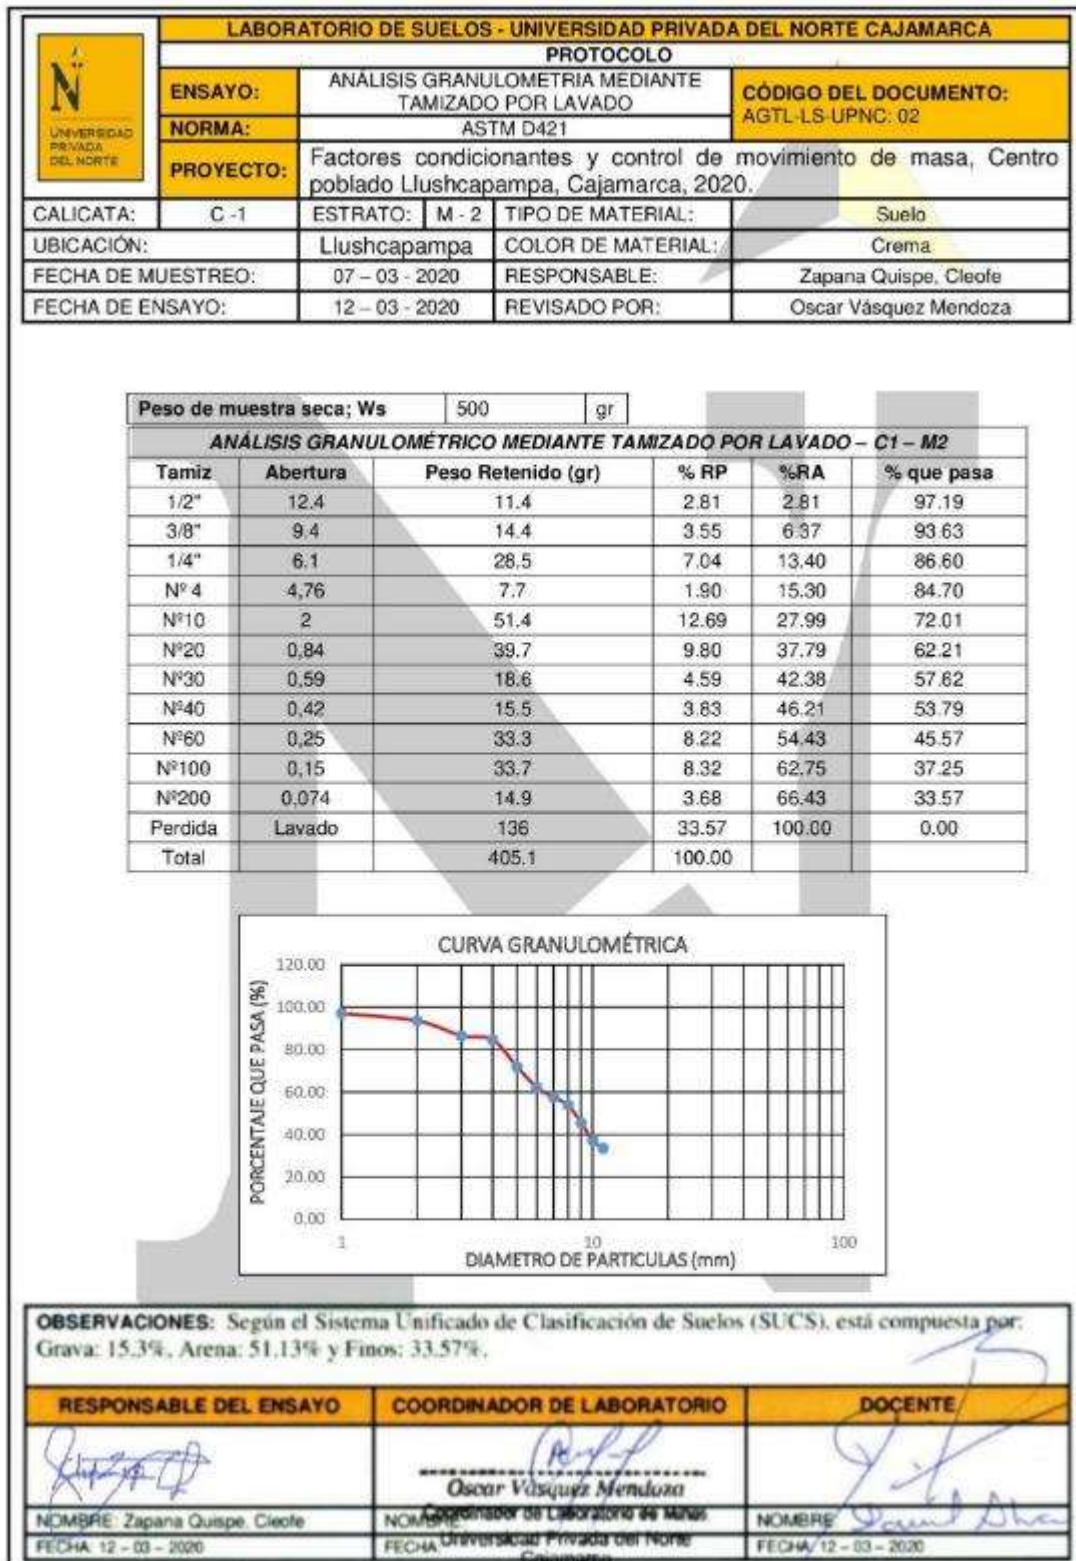 LABORATORIO DE SUELOS - UNIVERSIDAD PRIVADA DEL NORTE CAJAMARCA
PROTOCOLO
N
UNIVERSIDAD
PRIVADA
DEL NORTE
ENSAYO: ANÁLISIS GRANULOMETRIA MEDIANTE
TAMIZADO POR LAVADO
CÓDIGO DEL DOCUMENTO:
AGTL-LS-UPNC: 02
NORMA: ASTM D421
PROYECTO: Factores condicionantes y control de movimiento de masa, Centro
poblado Llushcapampa, Cajamarca, 2020.
CALICATA: C -1 ESTRATO: M - 2 TIPO DE MATERIAL: Suelo
UBICACIÓN: Llushcapampa COLOR DE MATERIAL: Crema
FECHA DE MUESTREO: 07 – 03 - 2020 RESPONSABLE: Zapana Quispe, Cleofe
FECHA DE ENSAYO: 12 – 03 - 2020 REVISADO POR: Oscar Vásquez Mendoza
Peso de muestra seca; Ws 500 gr
ANÁLISIS GRANULOMÉTRICO MEDIANTE TAMIZADO POR LAVADO – C1 – M2
Tamiz Abertura Peso Retenido (gr) % RP %RA % que pasa
1/2" 12.4 11.4 2.81 2.81 97.19
3/8" 9.4 14.4 3.55 6.37 93.63
1/4" 6.1 28.5 7.04 13.40 86.60
Nº 4 4,76 7.7 1.90 15.30 84.70
Nº10 2 51.4 12.69 27.99 72.01
Nº20 0,84 39.7 9.80 37.79 62.21
Nº30 0,59 18.6 4.59 42.38 57.62
Nº40 0,42 15.5 3.83 46.21 53.79
Nº60 0,25 33.3 8.22 54.43 45.57
Nº100 0,15 33.7 8.32 62.75 37.25
Nº200 0,074 14.9 3.68 66.43 33.57
Perdida Lavado 136 33.57 100.00 0.00
Total 405.1 100.00
CURVA GRANULOMÉTRICA
PORCENTAJE QUE PASA (%)
120.00
100.00
80.00
60.00
40.00
20.00
0.00
1 10 100
DIAMETRO DE PARTICULAS (mm)
OBSERVACIONES: Según el Sistema Unificado de Clasificación de Suelos (SUCS), está compuesta por:
Grava: 15.3%, Arena: 51.13% y Finos: 33.57%.
RESPONSABLE DEL ENSAYO COORDINADOR DE LABORATORIO DOCENTE
Oscar Vásquez Mendoza
Coordinador de Laboratorio de Minas
Universidad Privada del Norte
Cajamarca
NOMBRE: Zapana Quispe, Cleofe NOMBRE NOMBRE
FECHA: 12 – 03 – 2020 FECHA FECHA: 12 – 03 – 2020